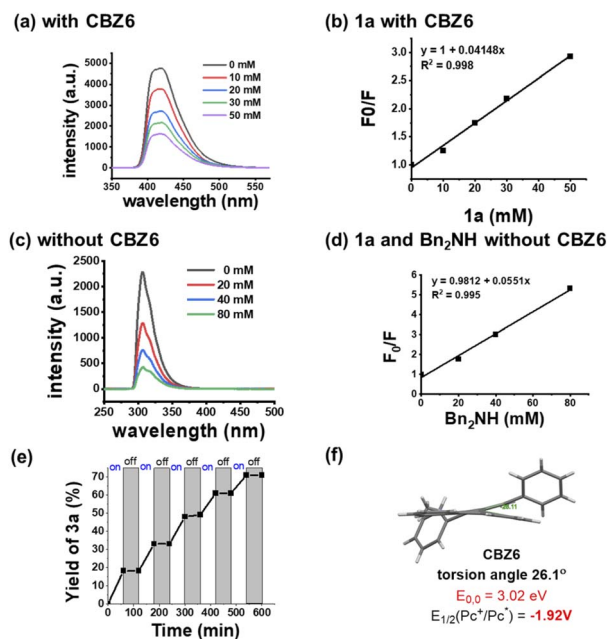 (a) with CBZ6
5000
4000
3000
2000
1000
0
intensity (a.u.)
350 400 450 500 550
wavelength (nm)
0 mM
10 mM
20 mM
30 mM
50 mM
(b) 1a with CBZ6
y = 1 + 0.04148x
R² = 0.998
3.0
2.5
2.0
1.5
1.0
F0/F
0 10 20 30 40 50
1a (mM)
(c) without CBZ6
2500
2000
1500
1000
500
0
intensity (a.u.)
250 300 350 400 450 500
wavelength (nm)
0 mM
20 mM
40 mM
80 mM
(d) 1a and Bn₂NH without CBZ6
y = 0.9812 + 0.0551x
R² = 0.995
6
5
4
3
2
1
0
F₀/F
0 20 40 60 80
Bn₂NH (mM)
(e)
on off on off on off on off on off
70
60
50
40
30
20
10
0
Yield of 3a (%)
0 100 200 300 400 500 600
Time (min)
(f)
CBZ6
torsion angle 26.1º
E₀,₀ = 3.02 eV
E₁/₂(Pc⁺/Pc*) = -1.92V